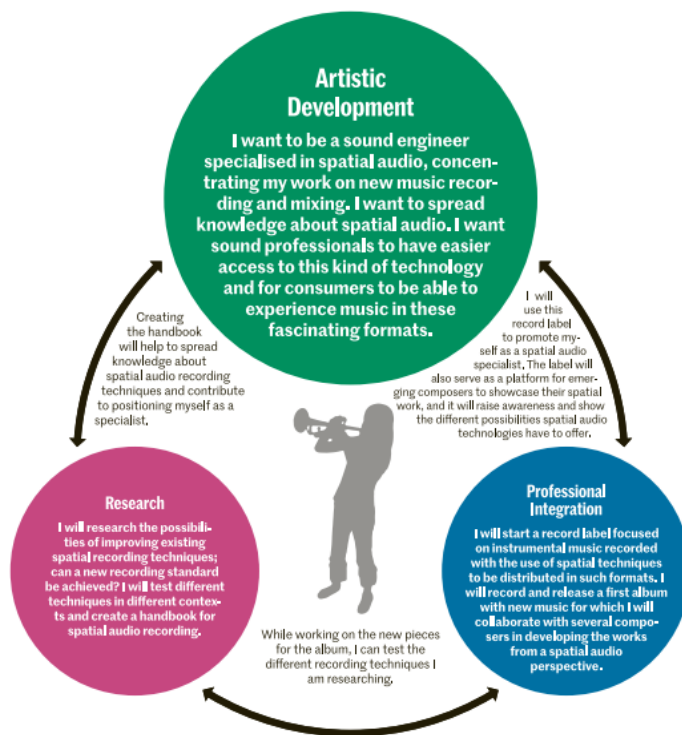 Artistic
Development
I want to be a sound engineer
specialised in spatial audio, concen-
trating my work on new music recor-
ding and mixing. I want to spread
knowledge about spatial audio. I want
sound professionals to have easier
access to this kind of technology
and for consumers to be able to
experience music in these
fascinating formats.
Creating
the handbook
will help to spread
knowledge about
spatial audio recording
techniques and contribute
to positioning myself as a
specialist.
I will
use this
record label
to promote my-
self as a spatial audio
specialist. The label will
also serve as a platform for emer-
ging composers to showcase their spatial
work, and it will raise awareness and show
the different possibilities spatial audio
technologies have to offer.
Research
I will research the possibili-
ties of improving existing
spatial recording techniques;
can a new recording standard
be achieved? I will test different
techniques in different contex-
ts and create a handbook for
spatial audio recording.
Professional
Integration
I will start a record label focused
on instrumental music recorded
with the use of spatial techniques
to be distributed in such formats. I
will record and release a first album
with new music for which I will
collaborate with several compo-
sers in developing the works
from a spatial audio
perspective.
While working on the new pieces
for the album, I can test the
different recording techniques I
am researching.